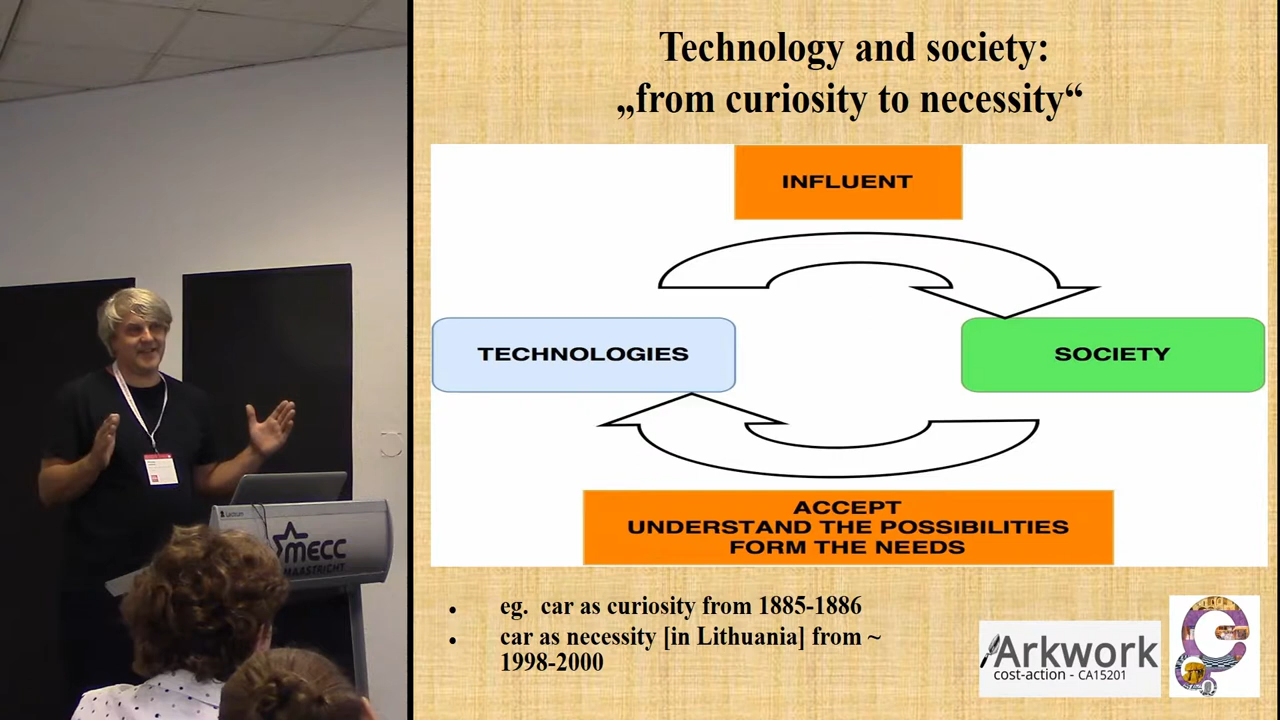 Technology and society:
„from curiosity to necessity“
INFLUENT
TECHNOLOGIES
SOCIETY
ACCEPT
UNDERSTAND THE POSSIBILITIES
FORM THE NEEDS
• eg. car as curiosity from 1885-1886
• car as necessity [in Lithuania] from ~
1998-2000
Arkwork
cost-action - CA15201
Lectrum
mecc
MAASTRICHT